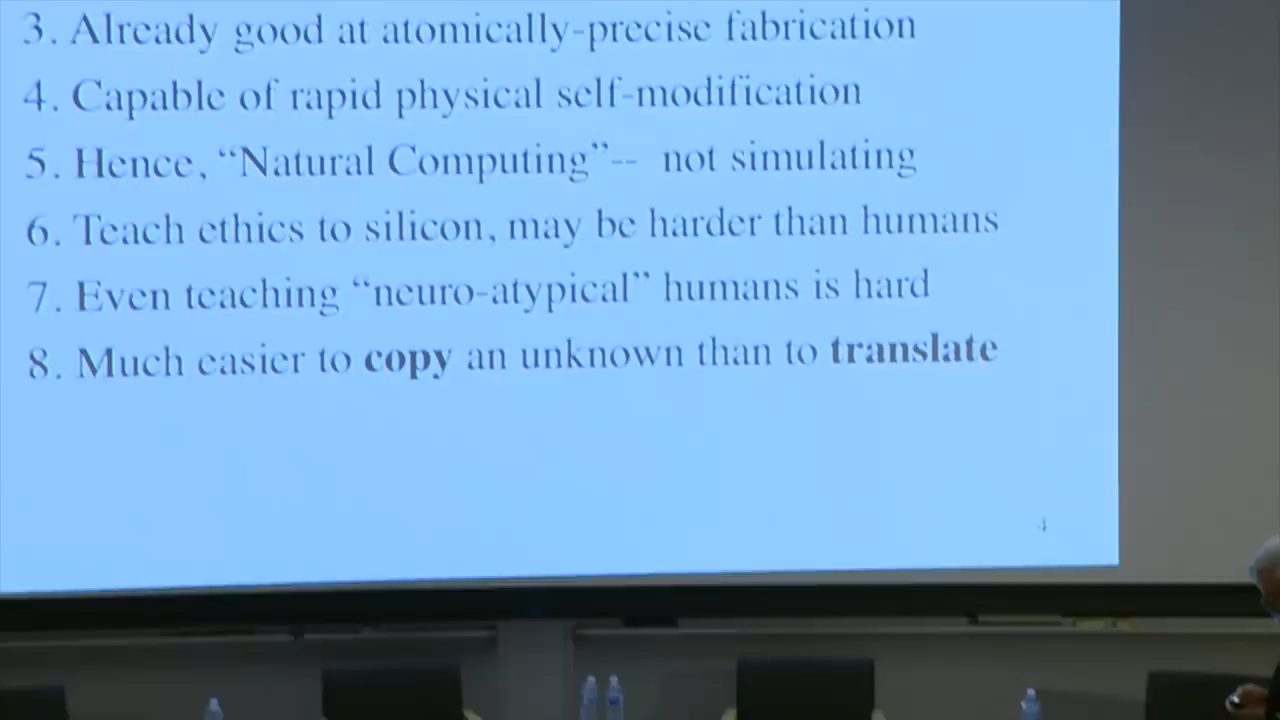 3. Already good at atomically-precise fabrication
4. Capable of rapid physical self-modification
5. Hence, “Natural Computing”-- not simulating
6. Teach ethics to silicon, may be harder than humans
7. Even teaching “neuro-atypical” humans is hard
8. Much easier to copy an unknown than to translate
4